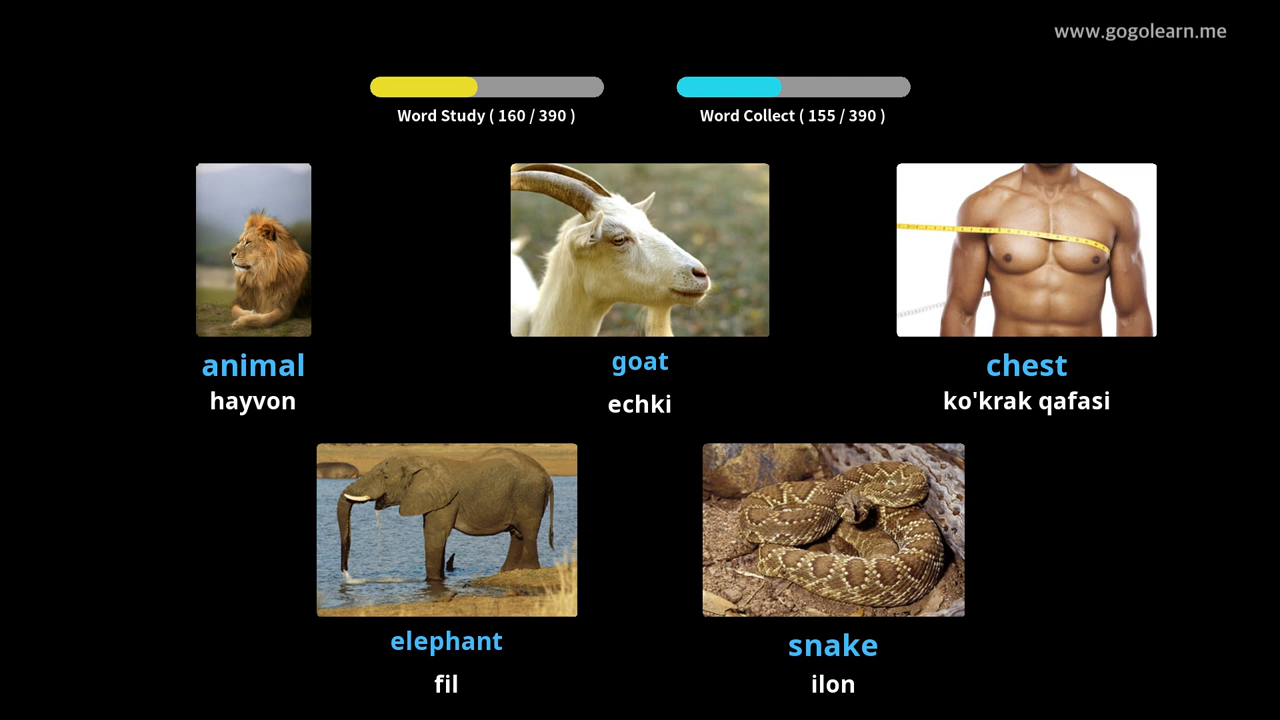 www.gogolearn.me
Word Study ( 160 / 390 )
Word Collect ( 155 / 390 )
animal
hayvon
goat
echki
chest
ko'krak qafasi
elephant
fil
snake
ilon